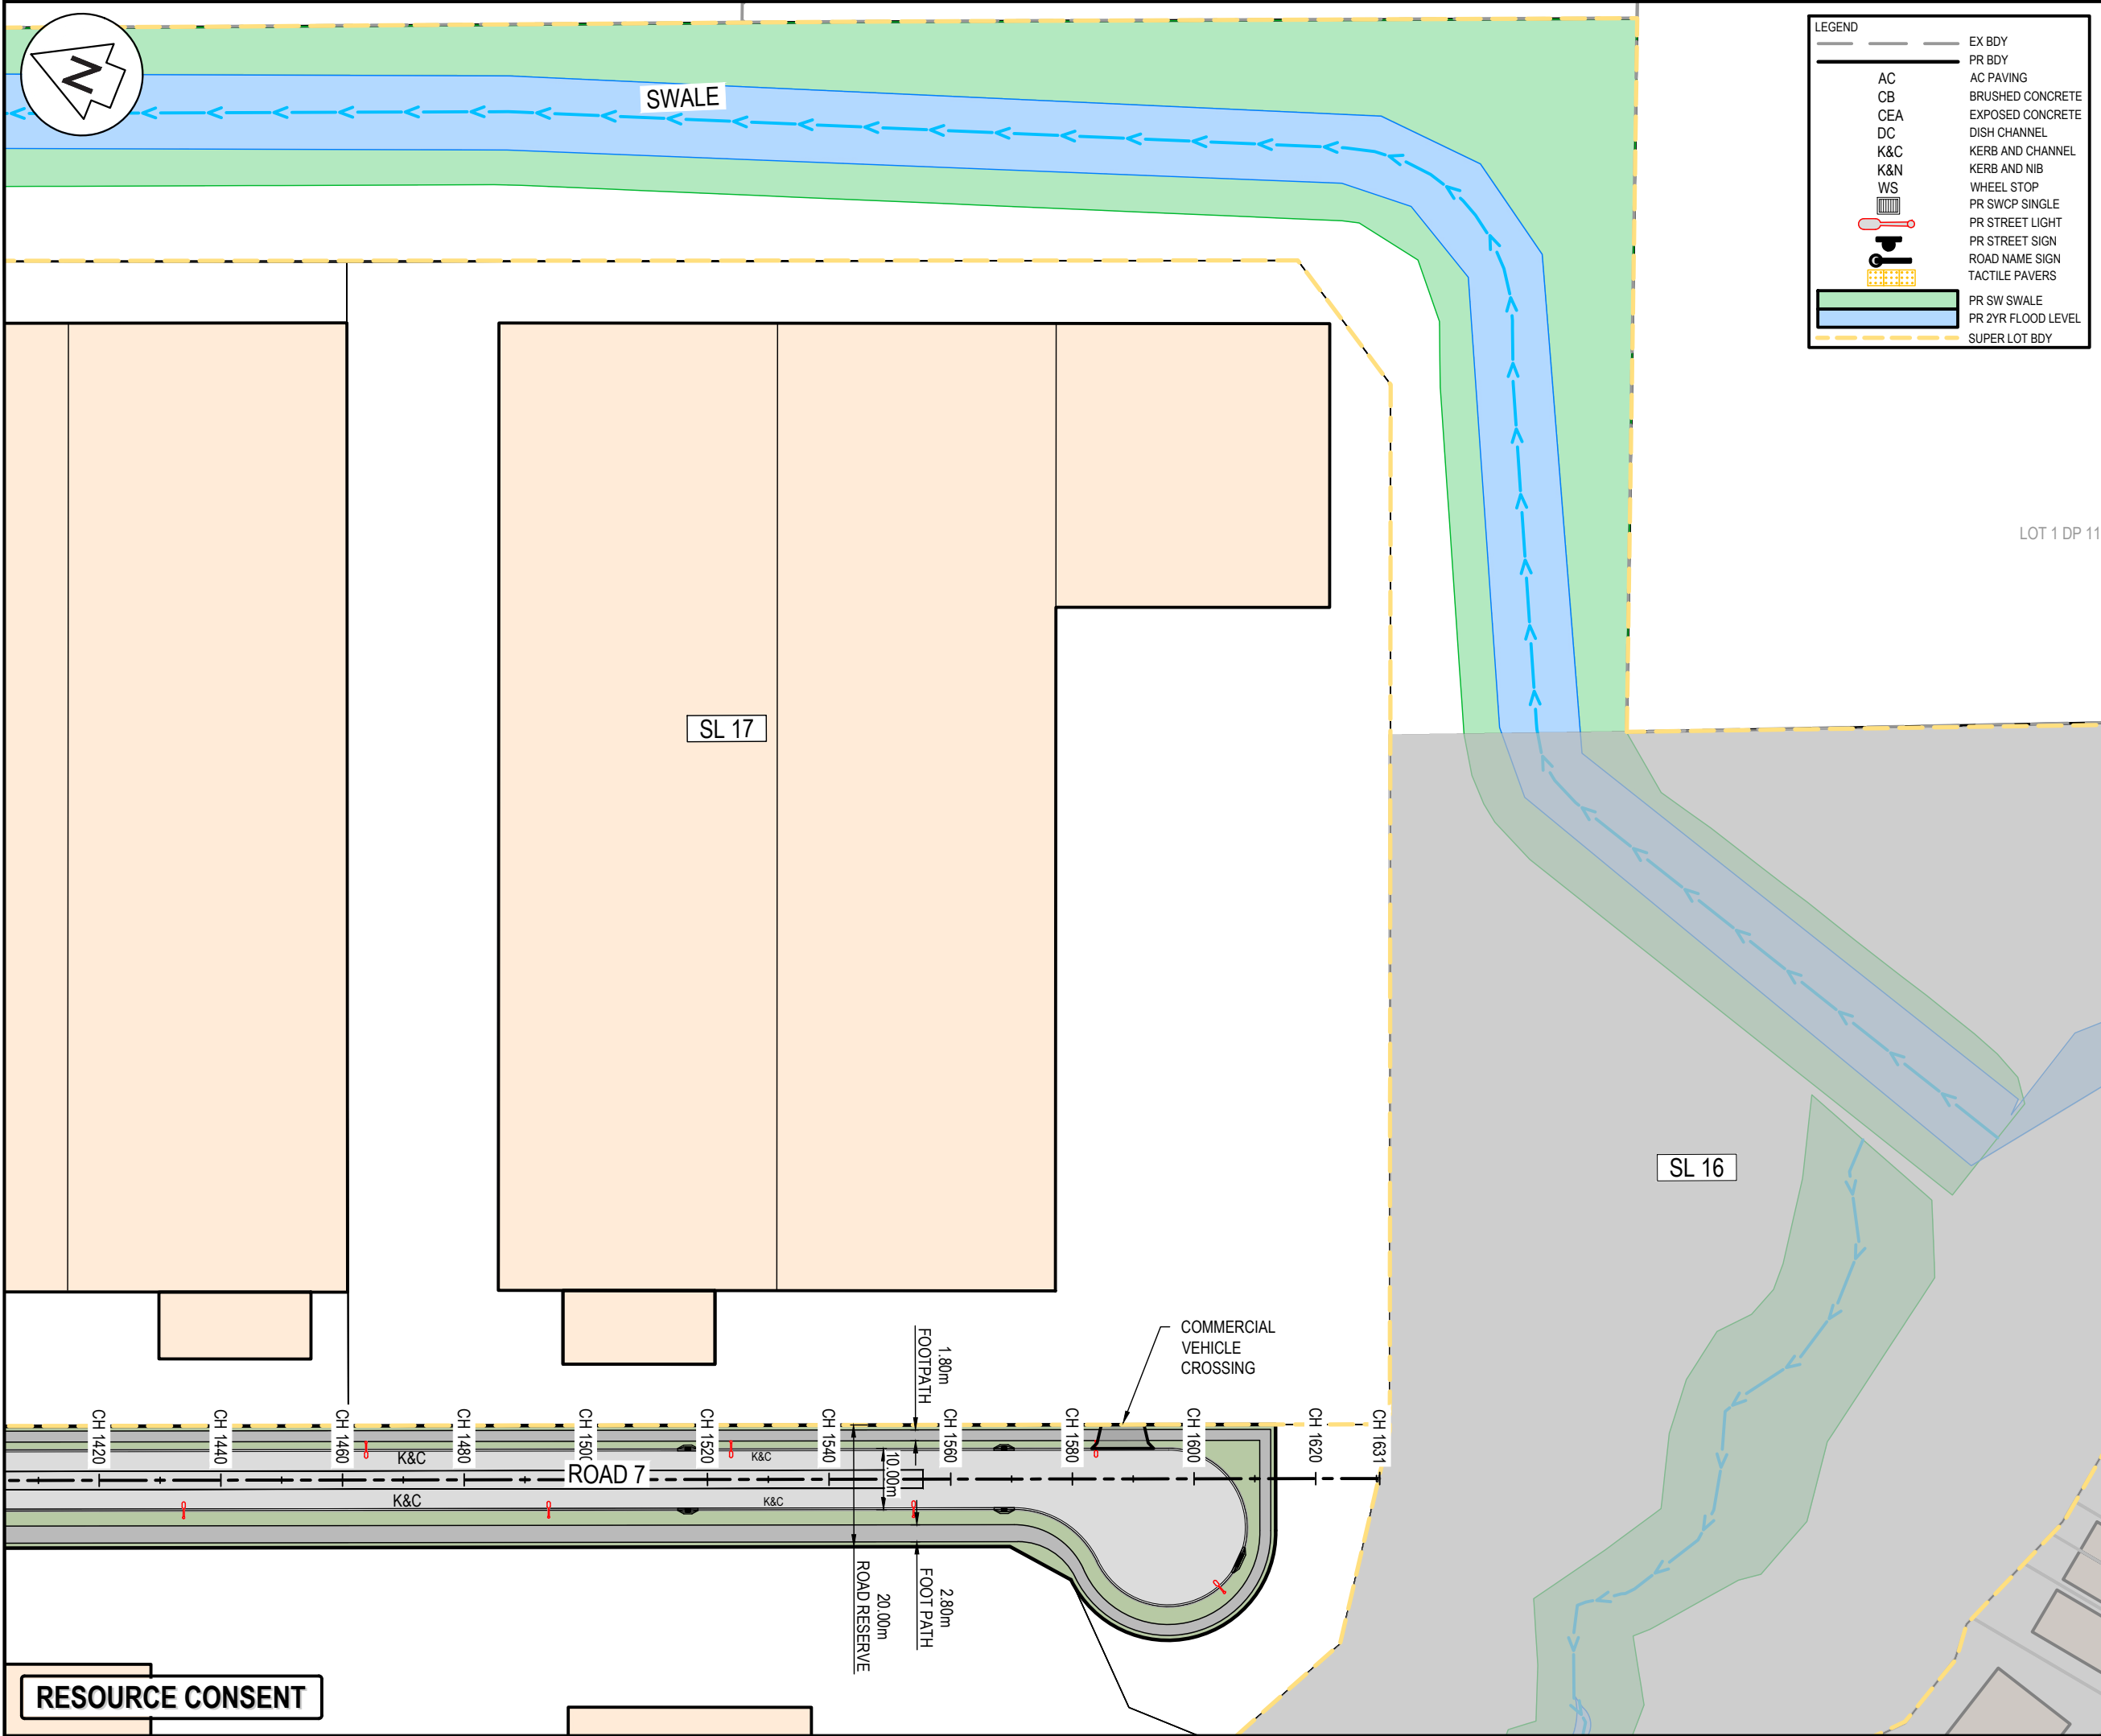 N
SWALE
LEGEND
EX BDY
PR BDY
AC AC PAVING
CB BRUSHED CONCRETE
CEA EXPOSED CONCRETE
DC DISH CHANNEL
K&C KERB AND CHANNEL
K&N KERB AND NIB
WS WHEEL STOP
PR SWCP SINGLE
PR STREET LIGHT
PR STREET SIGN
ROAD NAME SIGN
TACTILE PAVERS
PR SW SWALE
PR 2YR FLOOD LEVEL
SUPER LOT BDY
LOT 1 DP 11
SL 17
SL 16
COMMERCIAL
VEHICLE
CROSSING
1.80m
FOOTPATH
CH 1420
CH 1440
CH 1460
CH 1480
CH 1500
CH 1520
CH 1540
CH 1560
CH 1580
CH 1600
CH 1620
CH 1631
K&C
K&C
ROAD 7
10.00m
K&C
K&C
20.00m
ROAD RESERVE
2.80m
FOOT PATH
RESOURCE CONSENT